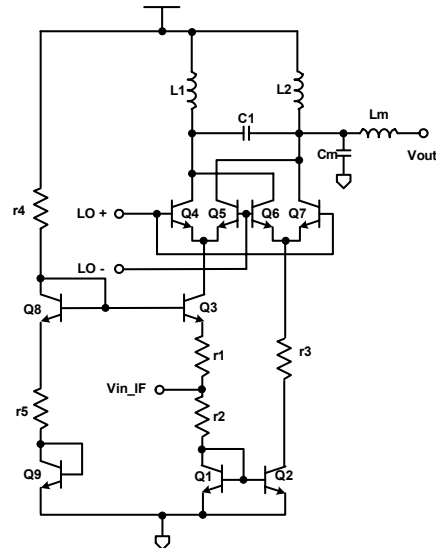 L1
L2
C1
Lm
Cm
Vout
r4
LO +
Q4
Q5
Q6
Q7
LO -
Q8
Q3
r1
r3
Vin_IF
r5
r2
Q9
Q1
Q2